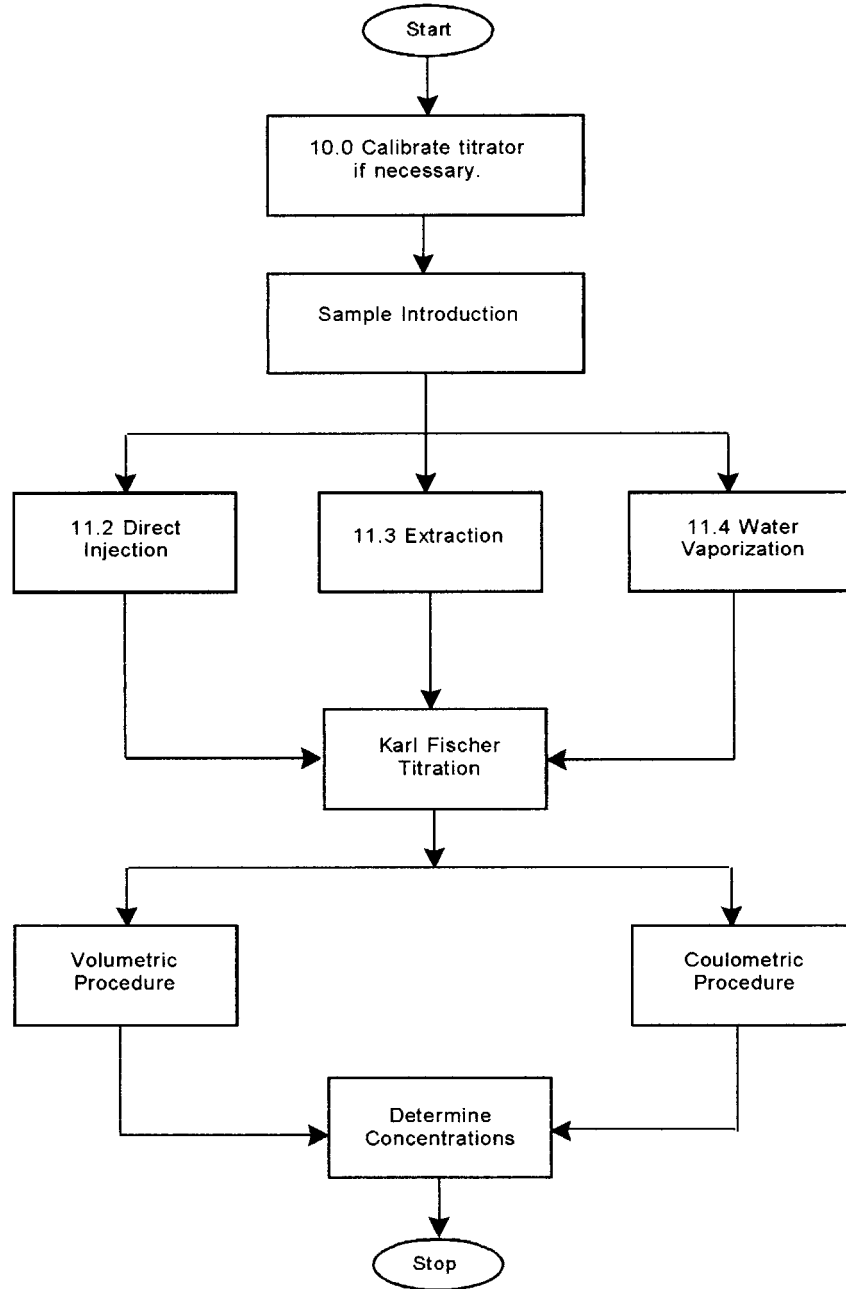 Start
10.0 Calibrate titrator
if necessary.
Sample Introduction
11.2 Direct
Injection
11.3 Extraction
11.4 Water
Vaporization
Karl Fischer
Titration
Volumetric
Procedure
Coulometric
Procedure
Determine
Concentrations
Stop